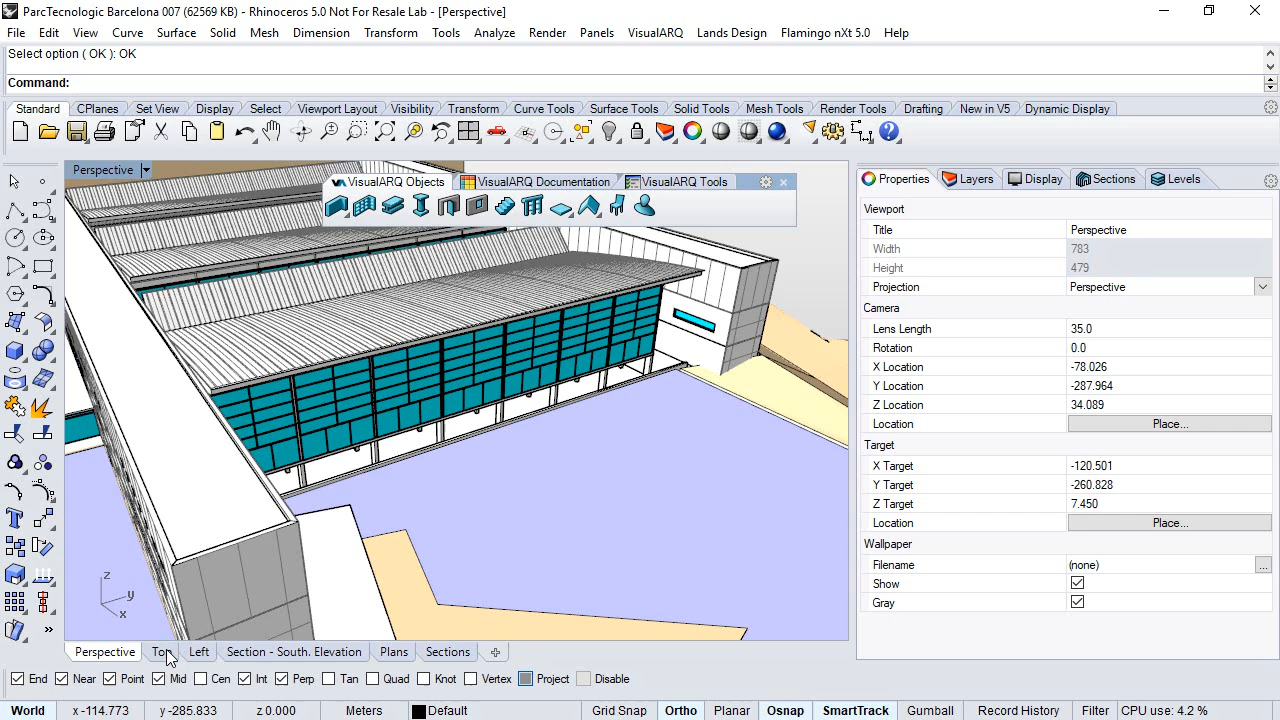 ParcTecnologic Barcelona 007 (62569 KB) - Rhinoceros 5.0 Not For Resale Lab - [Perspective]
File Edit View Curve Surface Solid Mesh Dimension Transform Tools Analyze Render Panels VisualARQ Lands Design Flamingo nXt 5.0 Help
Select option ( OK ): OK
Command:
Standard CPlanes Set View Display Select Viewport Layout Visibility Transform Curve Tools Surface Tools Solid Tools Mesh Tools Render Tools Drafting New in V5 Dynamic Display
Perspective
VisualARQ Objects VisualARQ Documentation VisualARQ Tools
Properties Layers Display Sections Levels
Viewport
Title Perspective
Width 783
Height 479
Projection Perspective
Camera
Lens Length 35.0
Rotation 0.0
X Location -78.026
Y Location -287.964
Z Location 34.089
Location Place...
Target
X Target -120.501
Y Target -260.828
Z Target 7.450
Location Place...
Wallpaper
Filename (none) ...
Show
Gray
z
y
x
Perspective Top Left Section - South. Elevation Plans Sections
End Near Point Mid Cen Int Perp Tan Quad Knot Vertex Project Disable
World x -114.773 y -285.833 z 0.000 Meters Default Grid Snap Ortho Planar Osnap SmartTrack Gumball Record History Filter CPU use: 4.2 %